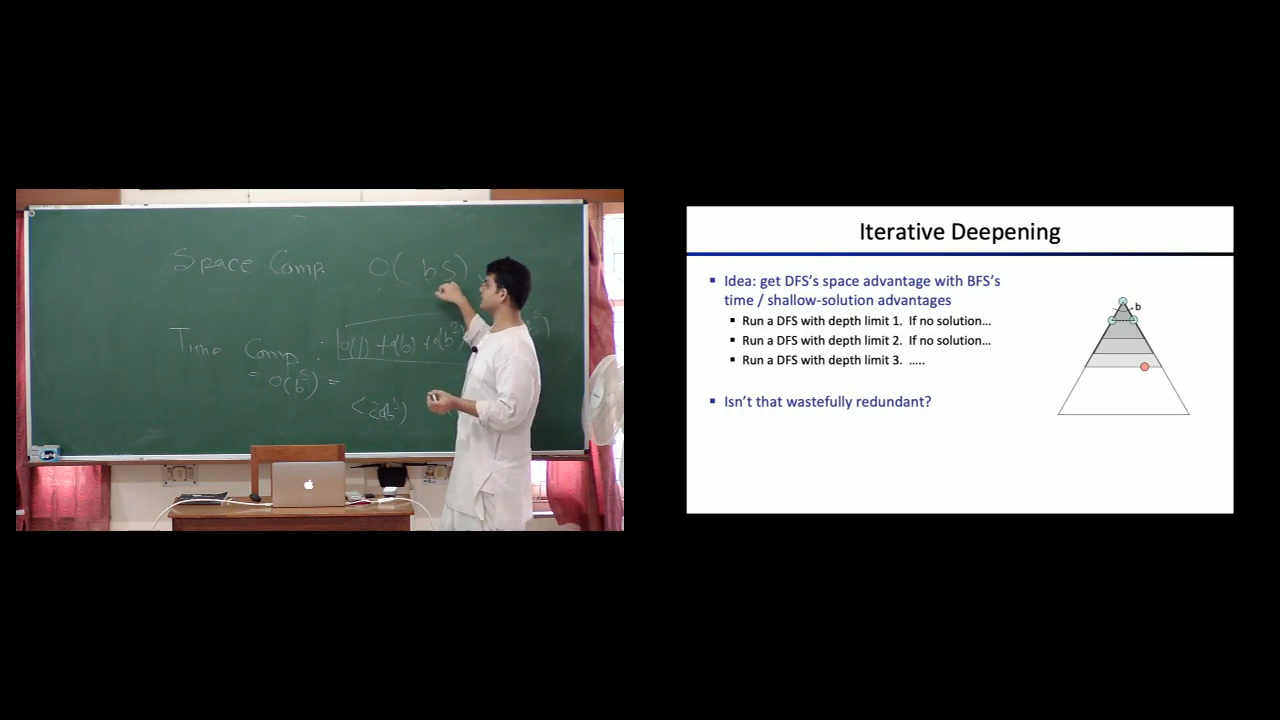 Space Comp. O( bs)
Time Comp. : O(1) + O(b) + O(b²)
= O(bˢ) =
< 2O(bˢ)
Iterative Deepening
▪ Idea: get DFS's space advantage with BFS's
time / shallow-solution advantages
▪ Run a DFS with depth limit 1. If no solution...
▪ Run a DFS with depth limit 2. If no solution...
▪ Run a DFS with depth limit 3. .....
▪ Isn't that wastefully redundant?
b